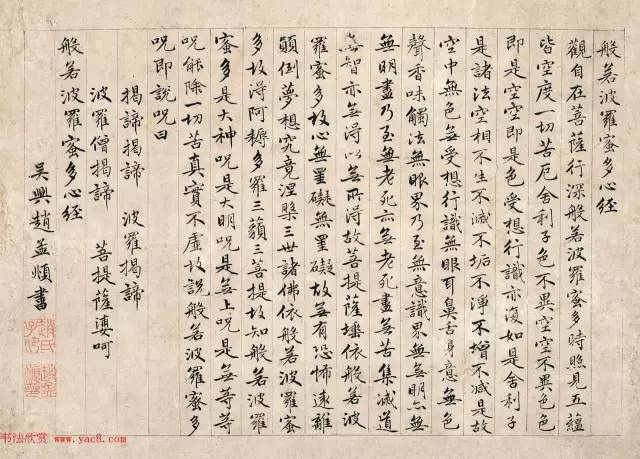 般若波羅蜜多心經
觀自在菩薩行深般若波羅蜜多時照見五蘊
皆空度一切苦厄舍利子色不異空空不異色色
即是空空即是色受想行識亦復如是舍利子
是諸法空相不生不滅不垢不淨不增不減是故
空中無色無受想行識無眼耳鼻舌身意無色
聲香味觸法無眼界乃至無意識界無無明亦無
無明盡乃至無老死亦無老死盡無苦集滅道
無智亦無得以無所得故菩提薩埵依般若波
羅蜜多故心無罣礙無罣礙故無有恐怖遠離
顛倒夢想究竟涅槃三世諸佛依般若波羅蜜
多故得阿耨多羅三藐三菩提故知般若波羅
蜜多是大神呪是大明呪是無上呪是無等等
呪能除一切苦真實不虛故說般若波羅蜜多
呪即說呪曰
揭諦揭諦 波羅揭諦
波羅僧揭諦 菩提薩婆呵
般若波羅蜜多心經
吳興趙孟頫書
趙氏子昂
书法欣赏
www.yac8.com